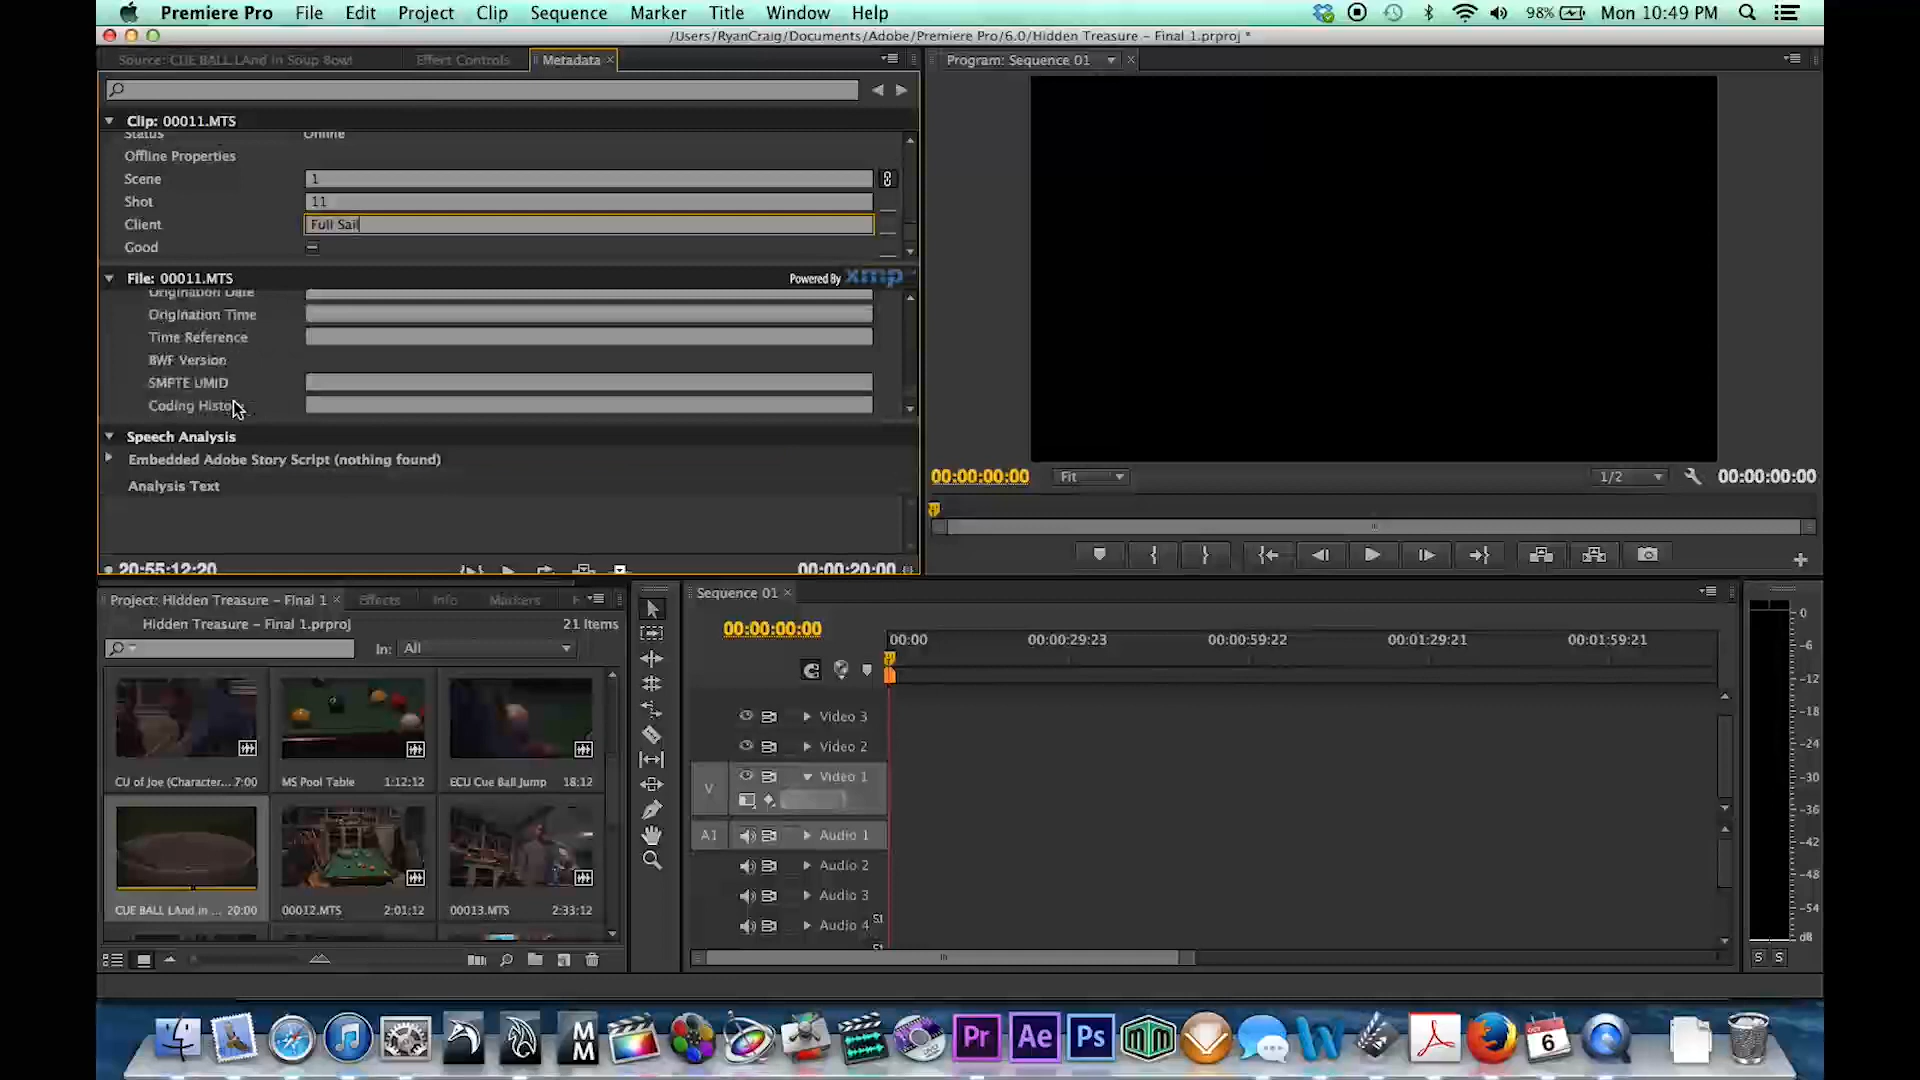 Premiere Pro File Edit Project Clip Sequence Marker Title Window Help 98% Mon 10:49 PM
/Users/RyanCraig/Documents/Adobe/Premiere Pro/6.0/Hidden Treasure – Final 1.prproj *
Source: CUE BALL LAnd in Soup Bowl Effect Controls Metadata × Program: Sequence 01 ×
Clip: 00011.MTS
Status Online
Offline Properties
Scene 1
Shot 11
Client Full Sail
Good
File: 00011.MTS Powered By xmp
Origination Date
Origination Time
Time Reference
BWF Version
SMPTE UMID
Coding History
Speech Analysis
Embedded Adobe Story Script (nothing found)
Analysis Text
20:55:12:20 00:00:20:00
00:00:00:00 Fit 1/2 00:00:00:00
Project: Hidden Treasure – Final 1 × Effects Info Markers
Hidden Treasure – Final 1.prproj 21 Items
In: All
CU of Joe (Character... 7:00 MS Pool Table 1:12:12 ECU Cue Ball Jump 18:12
CUE BALL LAnd in ... 20:00 00012.MTS 2:01:12 00013.MTS 2:33:12
Sequence 01 ×
00:00:00:00
00:00 00:00:29:23 00:00:59:22 00:01:29:21 00:01:59:21
Video 3
Video 2
V Video 1
A1 Audio 1
Audio 2
Audio 3
Audio 4 S1
0
-6
-12
-18
-24
-30
-36
-42
-48
-54
dB
S S
M M Pr Ae Ps W 6